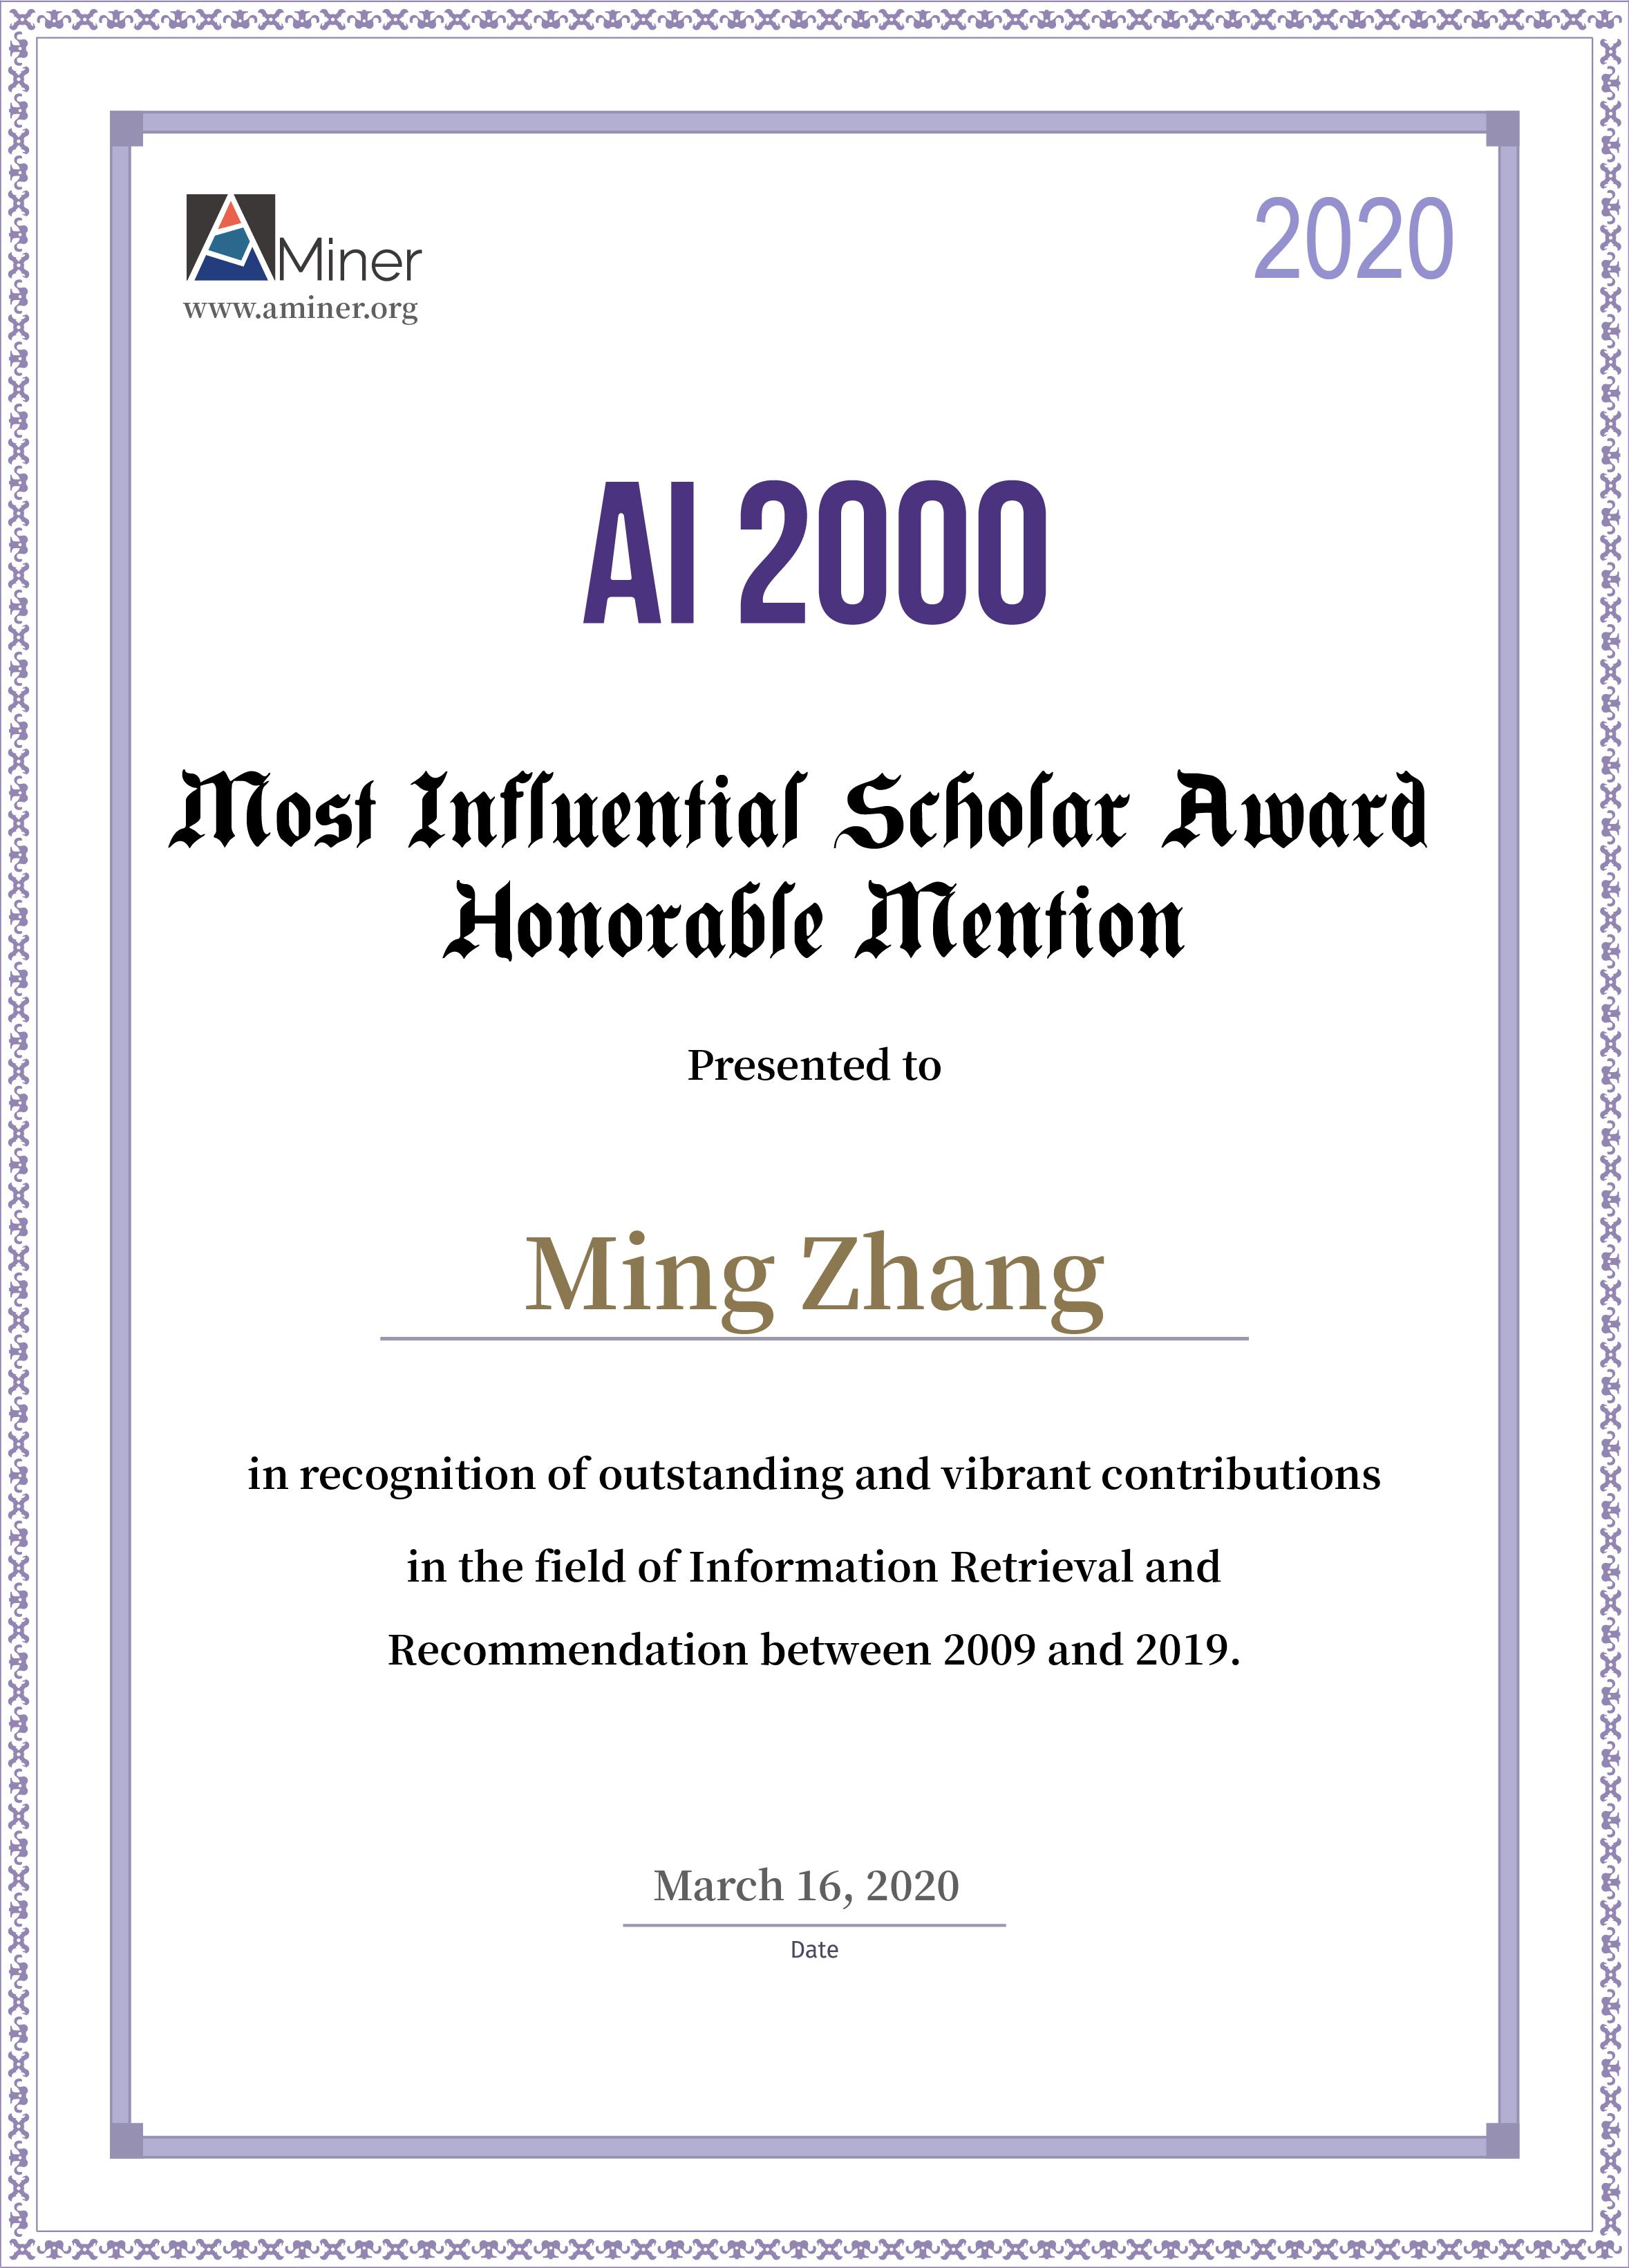 AMiner
www.aminer.org
2020
AI 2000
Most Influential Scholar Award
Honorable Mention
Presented to
Ming Zhang
in recognition of outstanding and vibrant contributions
in the field of Information Retrieval and
Recommendation between 2009 and 2019.
March 16, 2020
Date